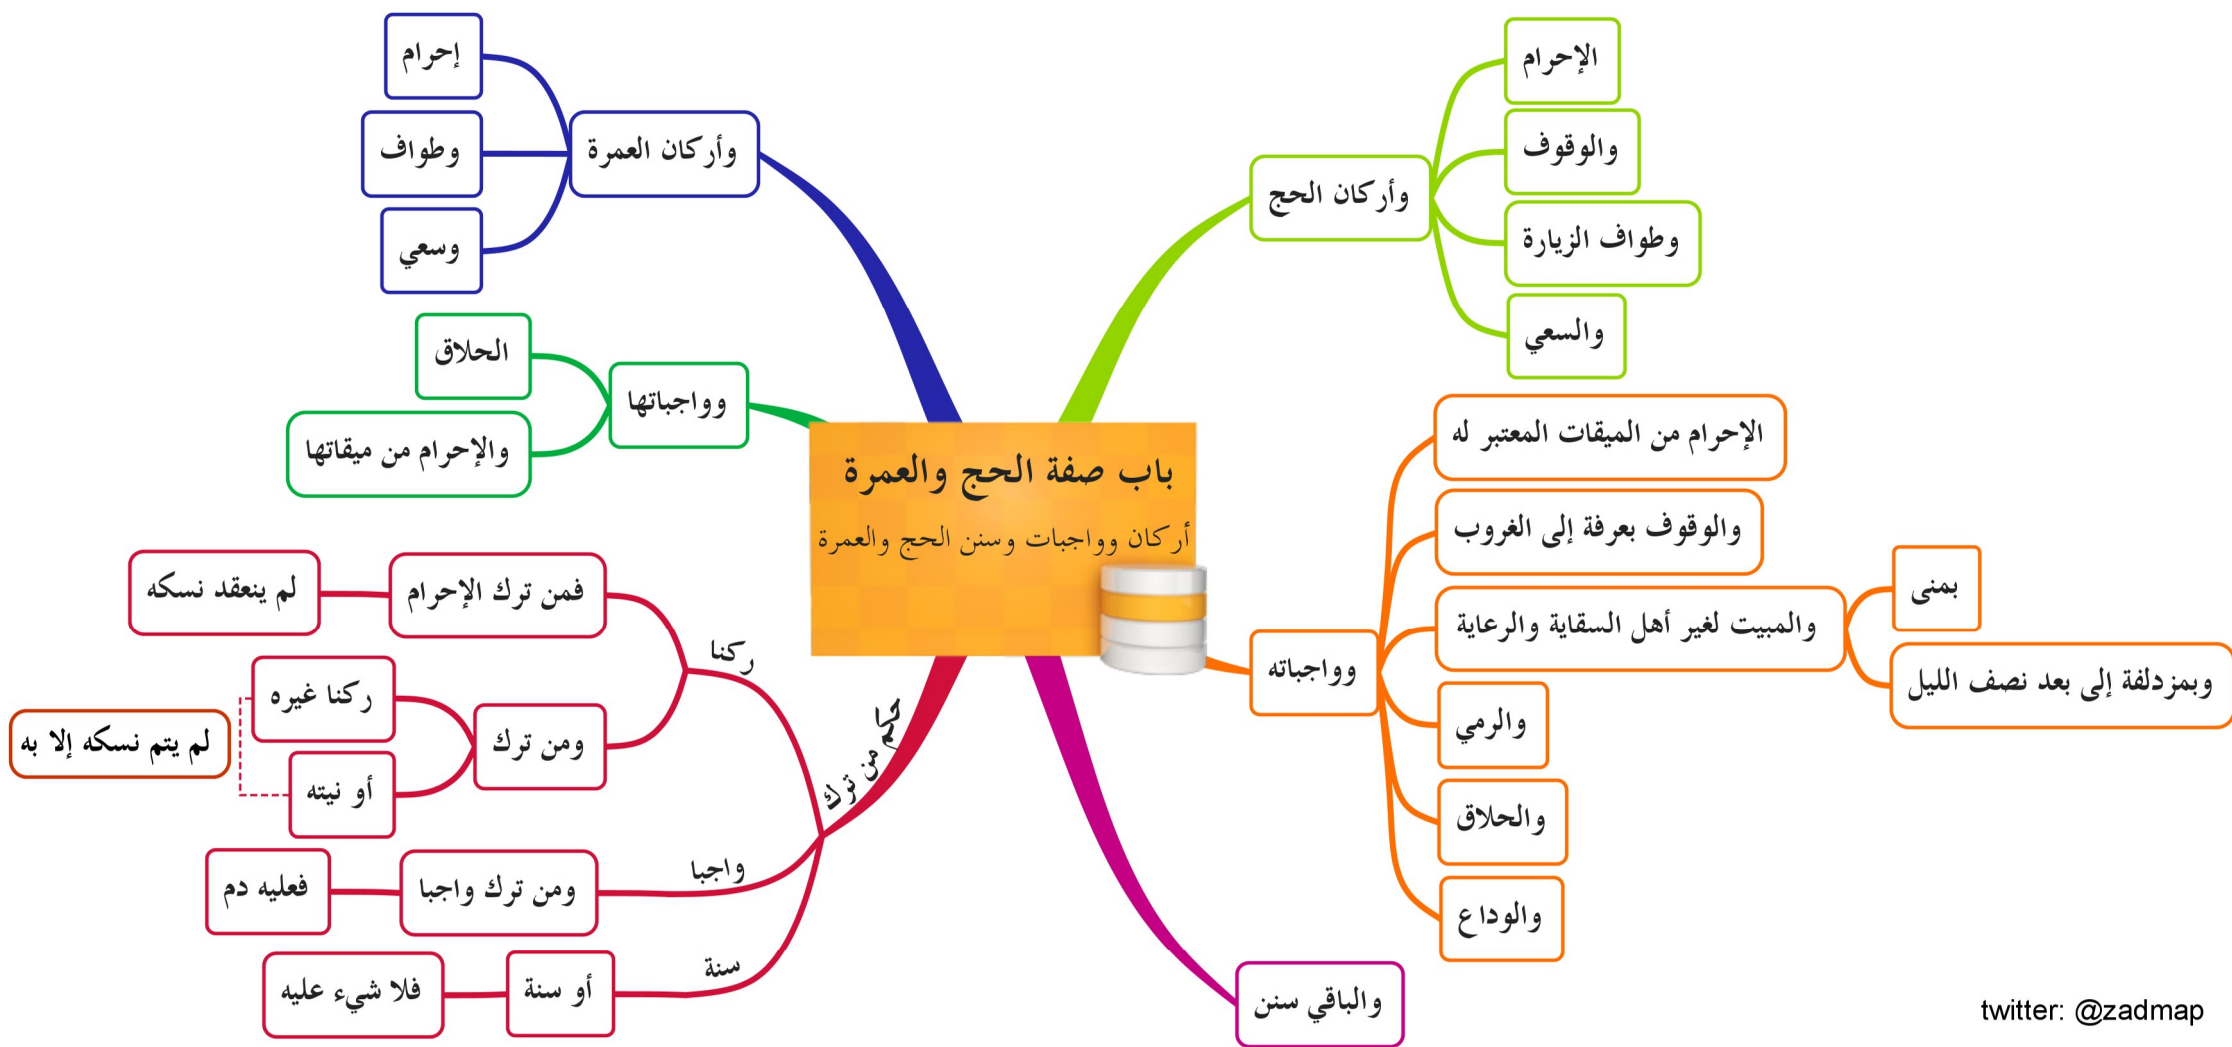 باب صفة الحج والعمرة
أركان وواجبات وسنن الحج والعمرة
وأركان الحج
الإحرام
والوقوف
وطواف الزيارة
والسعي
وواجباته
الإحرام من الميقات المعتبر له
والوقوف بعرفة إلى الغروب
والمبيت لغير أهل السقاية والرعاية
بمنى
وبمزدلفة إلى بعد نصف الليل
والرمي
والحلاق
والوداع
والباقي سنن
وأركان العمرة
إحرام
وطواف
وسعي
وواجباتها
الحلاق
والإحرام من ميقاتها
حكم من ترك
ركنا
فمن ترك الإحرام
لم ينعقد نسكه
ومن ترك
ركنا غيره
أو نيته
لم يتم نسكه إلا به
واجبا
ومن ترك واجبا
فعليه دم
سنة
أو سنة
فلا شيء عليه
twitter: @zadmap